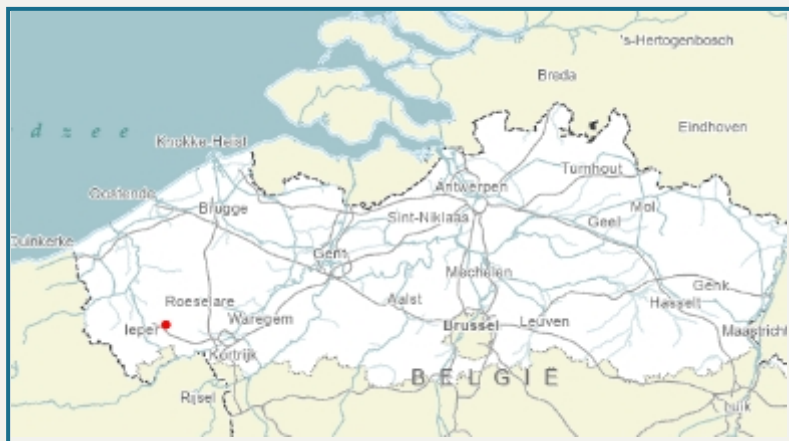 's-Hertogenbosch
Breda
Eindhoven
d z e e
Knokke-Heist
Turnhout
Antwerpen
Oostende
Brugge
Sint-Niklaas
Mol
Geel
Duinkerke
Gent
Mechelen
Genk
Roeselare
Aalst
Hasselt
Ieper
Waregem
Brussel
Leuven
Maastricht
Kortrijk
BELGIË
Rijsel
Luik